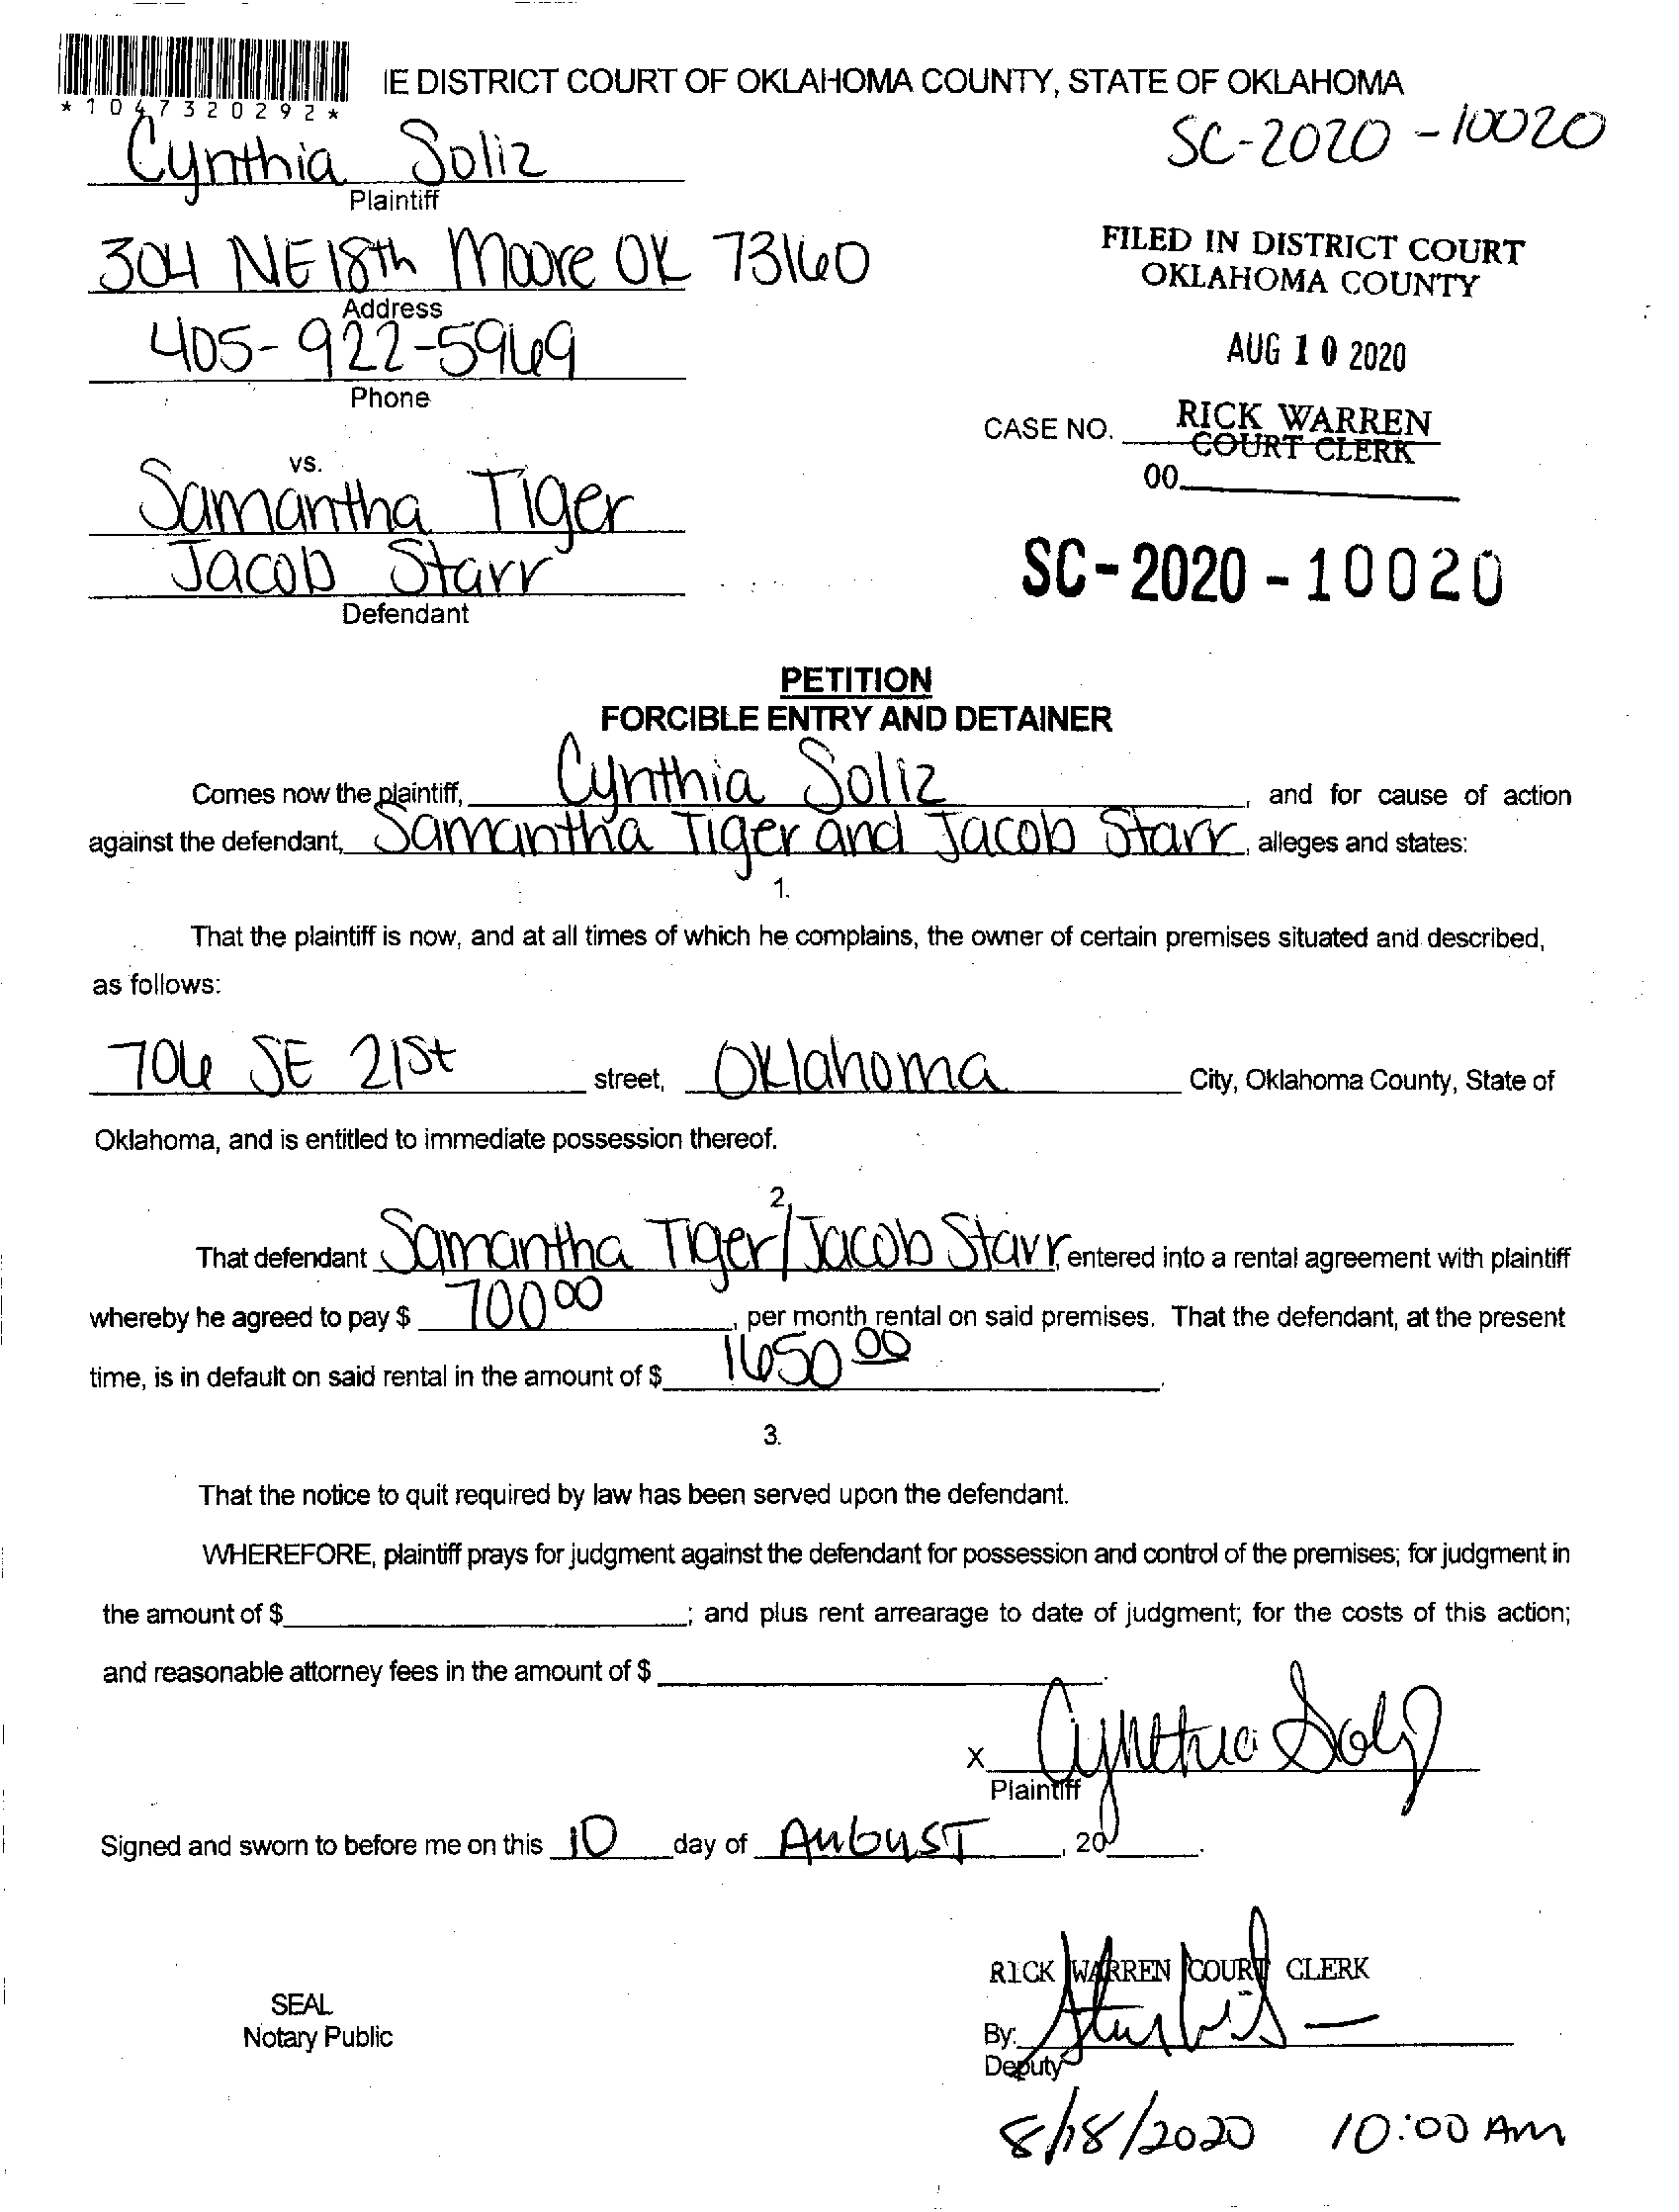 IE DISTRICT COURT OF OKLAHOMA COUNTY, STATE OF OKLAHOMA
*1047320292*
SC-2020-10020
Cynthia Soliz
Plaintiff
304 NE 18th Moore OK 73160
Address
405-922-5969
Phone
FILED IN DISTRICT COURT
OKLAHOMA COUNTY
AUG 10 2020
RICK WARREN
CASE NO.
COURT CLERK
00
vs.
Samantha Tiger
Jacob Starr
Defendant
SC-2020-10020
PETITION
FORCIBLE ENTRY AND DETAINER
Comes now the plaintiff, Cynthia Soliz, and for cause of action
against the defendant, Samantha Tiger and Jacob Starr, alleges and states:
1.
That the plaintiff is now, and at all times of which he complains, the owner of certain premises situated and described,
as follows:
706 SE 21st street, Oklahoma City, Oklahoma County, State of
Oklahoma, and is entitled to immediate possession thereof.
2.
That defendant Samantha Tiger/Jacob Starr, entered into a rental agreement with plaintiff
whereby he agreed to pay $ 700 00, per month rental on said premises. That the defendant, at the present
time, is in default on said rental in the amount of $ 1650 00.
3.
That the notice to quit required by law has been served upon the defendant.
WHEREFORE, plaintiff prays for judgment against the defendant for possession and control of the premises; for judgment in
the amount of $ ; and plus rent arrearage to date of judgment; for the costs of this action;
and reasonable attorney fees in the amount of $ .
x Cynthia Soliz
Plaintiff
Signed and sworn to before me on this 10 day of August, 20 .
RICK WARREN COURT CLERK
SEAL
Notary Public
By:
Deputy
8/18/2020 10:00 AM